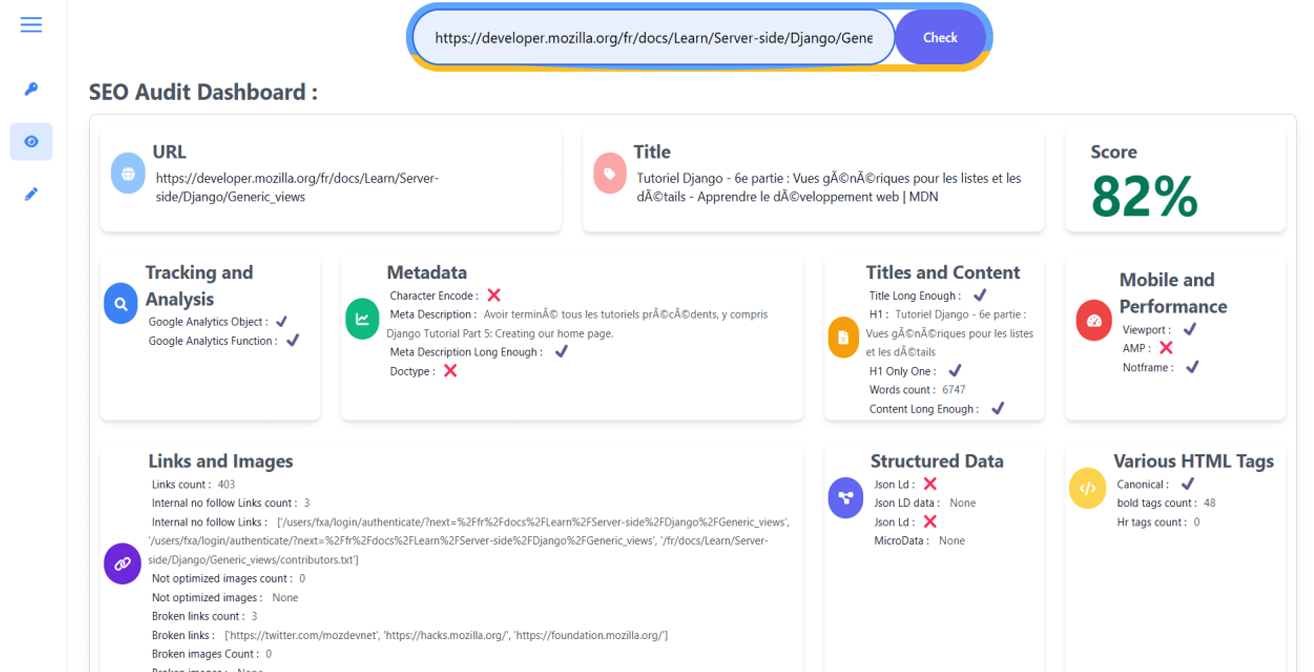 https://developer.mozilla.org/fr/docs/Learn/Server-side/Django/Gene
Check
SEO Audit Dashboard :
URL
https://developer.mozilla.org/fr/docs/Learn/Server-
side/Django/Generic_views
Title
Tutoriel Django - 6e partie : Vues gÃ©nÃ©riques pour les listes et les
dÃ©tails - Apprendre le dÃ©veloppement web | MDN
Score
82%
Tracking and
Analysis
Google Analytics Object :
Google Analytics Function :
Metadata
Character Encode :
Meta Description : Avoir terminÃ© tous les tutoriels prÃ©cÃ©dents, y compris
Django Tutorial Part 5: Creating our home page.
Meta Description Long Enough :
Doctype :
Titles and Content
Title Long Enough :
H1 : Tutoriel Django - 6e partie :
Vues gÃ©nÃ©riques pour les listes
et les dÃ©tails
H1 Only One :
Words count : 6747
Content Long Enough :
Mobile and
Performance
Viewport :
AMP :
Notframe :
Links and Images
Links count : 403
Internal no follow Links count : 3
Internal no follow Links : ['/users/fxa/login/authenticate/?next=%2Ffr%2Fdocs%2FLearn%2FServer-side%2FDjango%2FGeneric_views',
'/users/fxa/login/authenticate/?next=%2Ffr%2Fdocs%2FLearn%2FServer-side%2FDjango%2FGeneric_views', '/fr/docs/Learn/Server-
side/Django/Generic_views/contributors.txt']
Not optimized images count : 0
Not optimized images : None
Broken links count : 3
Broken links : ['https://twitter.com/mozdevnet', 'https://hacks.mozilla.org/', 'https://foundation.mozilla.org/']
Broken images Count : 0
Broken images : None
Structured Data
Json Ld :
Json LD data : None
Json Ld :
MicroData : None
Various HTML Tags
Canonical :
bold tags count : 48
Hr tags count : 0